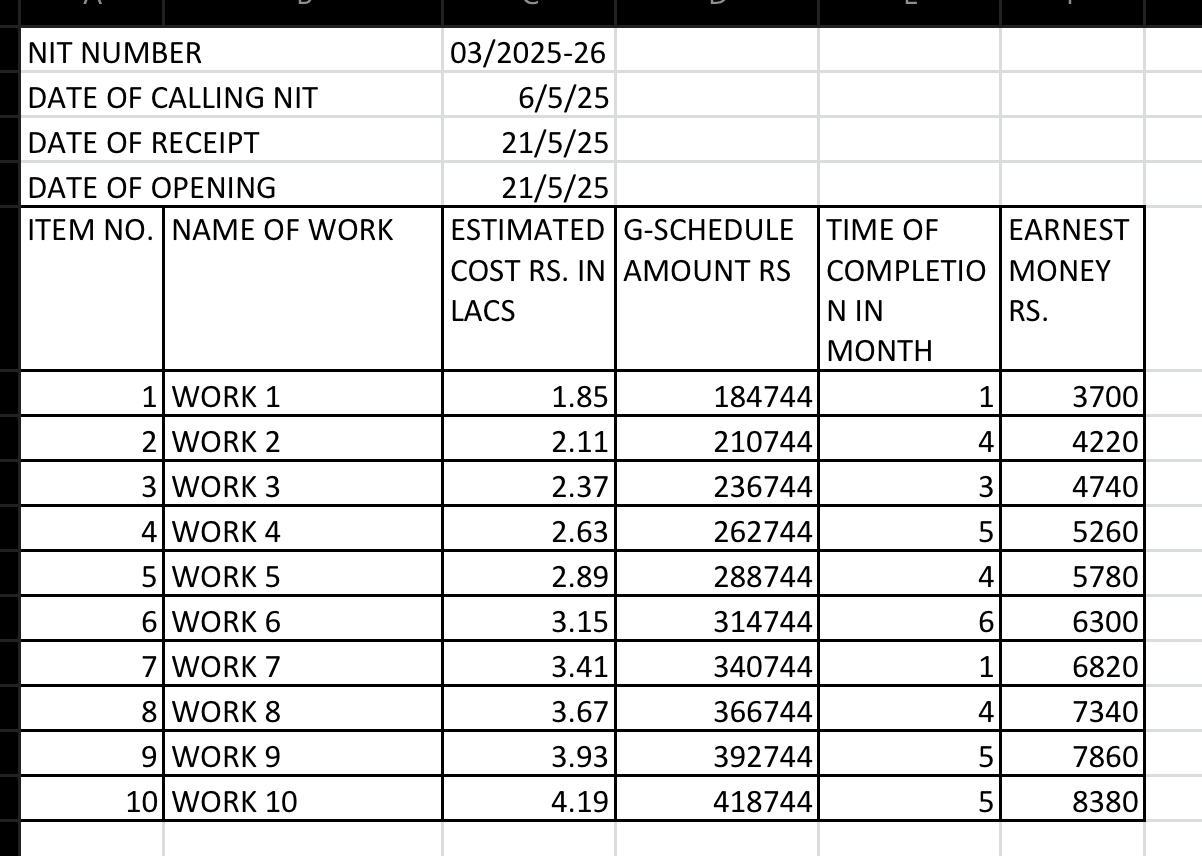 NIT NUMBER 03/2025-26
DATE OF CALLING NIT 6/5/25
DATE OF RECEIPT 21/5/25
DATE OF OPENING 21/5/25
ITEM NO. NAME OF WORK ESTIMATED COST RS. IN LACS G-SCHEDULE AMOUNT RS TIME OF COMPLETION IN MONTH EARNEST MONEY RS.
1 WORK 1 1.85 184744 1 3700
2 WORK 2 2.11 210744 4 4220
3 WORK 3 2.37 236744 3 4740
4 WORK 4 2.63 262744 5 5260
5 WORK 5 2.89 288744 4 5780
6 WORK 6 3.15 314744 6 6300
7 WORK 7 3.41 340744 1 6820
8 WORK 8 3.67 366744 4 7340
9 WORK 9 3.93 392744 5 7860
10 WORK 10 4.19 418744 5 8380